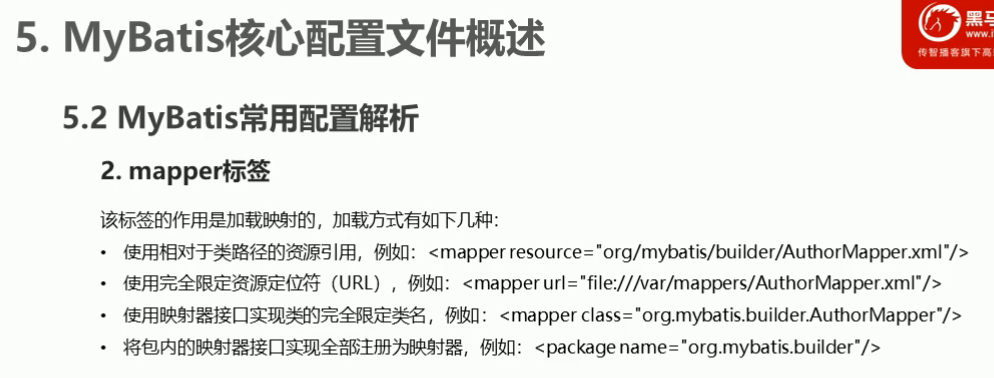 5. MyBatis核心配置文件概述
黑马
www.i
传智播客旗下高
5.2 MyBatis常用配置解析
2. mapper标签
该标签的作用是加载映射的，加载方式有如下几种：
• 使用相对于类路径的资源引用，例如：<mapper resource="org/mybatis/builder/AuthorMapper.xml"/>
• 使用完全限定资源定位符（URL），例如：<mapper url="file:///var/mappers/AuthorMapper.xml"/>
• 使用映射器接口实现类的完全限定类名，例如：<mapper class="org.mybatis.builder.AuthorMapper"/>
• 将包内的映射器接口实现全部注册为映射器，例如：<package name="org.mybatis.builder"/>